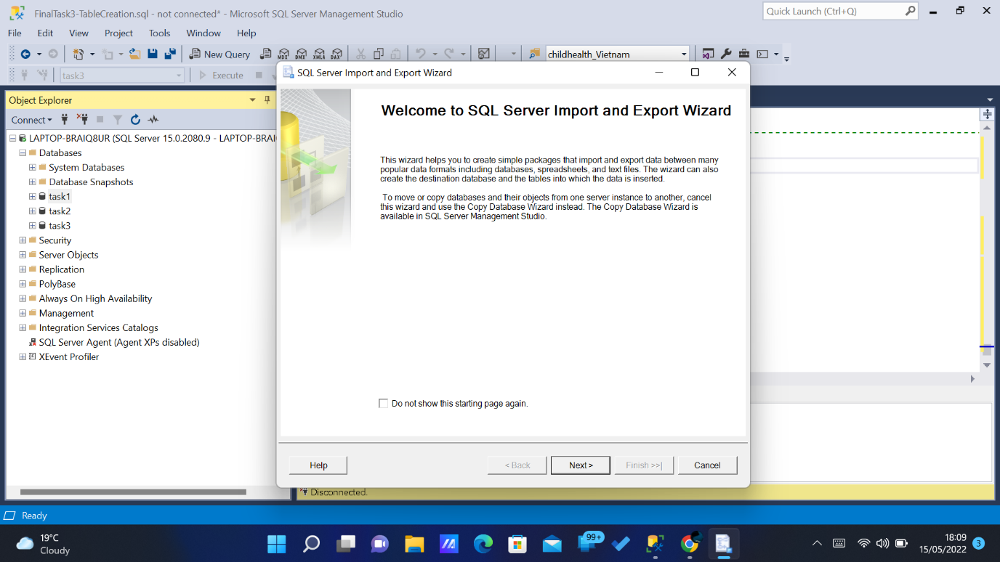 FinalTask3-TableCreation.sql - not connected* - Microsoft SQL Server Management Studio
Quick Launch (Ctrl+Q)
File Edit View Project Tools Window Help
New Query MDX DMX XMLA DAX childhealth_Vietnam
task3 Execute
SQL Server Import and Export Wizard
Object Explorer
Connect
LAPTOP-BRAIQ8UR (SQL Server 15.0.2080.9 - LAPTOP-BRAI
Databases
System Databases
Database Snapshots
task1
task2
task3
Security
Server Objects
Replication
PolyBase
Always On High Availability
Management
Integration Services Catalogs
SQL Server Agent (Agent XPs disabled)
XEvent Profiler
Welcome to SQL Server Import and Export Wizard
This wizard helps you to create simple packages that import and export data between many
popular data formats including databases, spreadsheets, and text files. The wizard can also
create the destination database and the tables into which the data is inserted.
To move or copy databases and their objects from one server instance to another, cancel
this wizard and use the Copy Database Wizard instead. The Copy Database Wizard is
available in SQL Server Management Studio.
Do not show this starting page again.
Help < Back Next > Finish >>| Cancel
Disconnected.
Ready
19°C
Cloudy
99+
18:09
15/05/2022
3